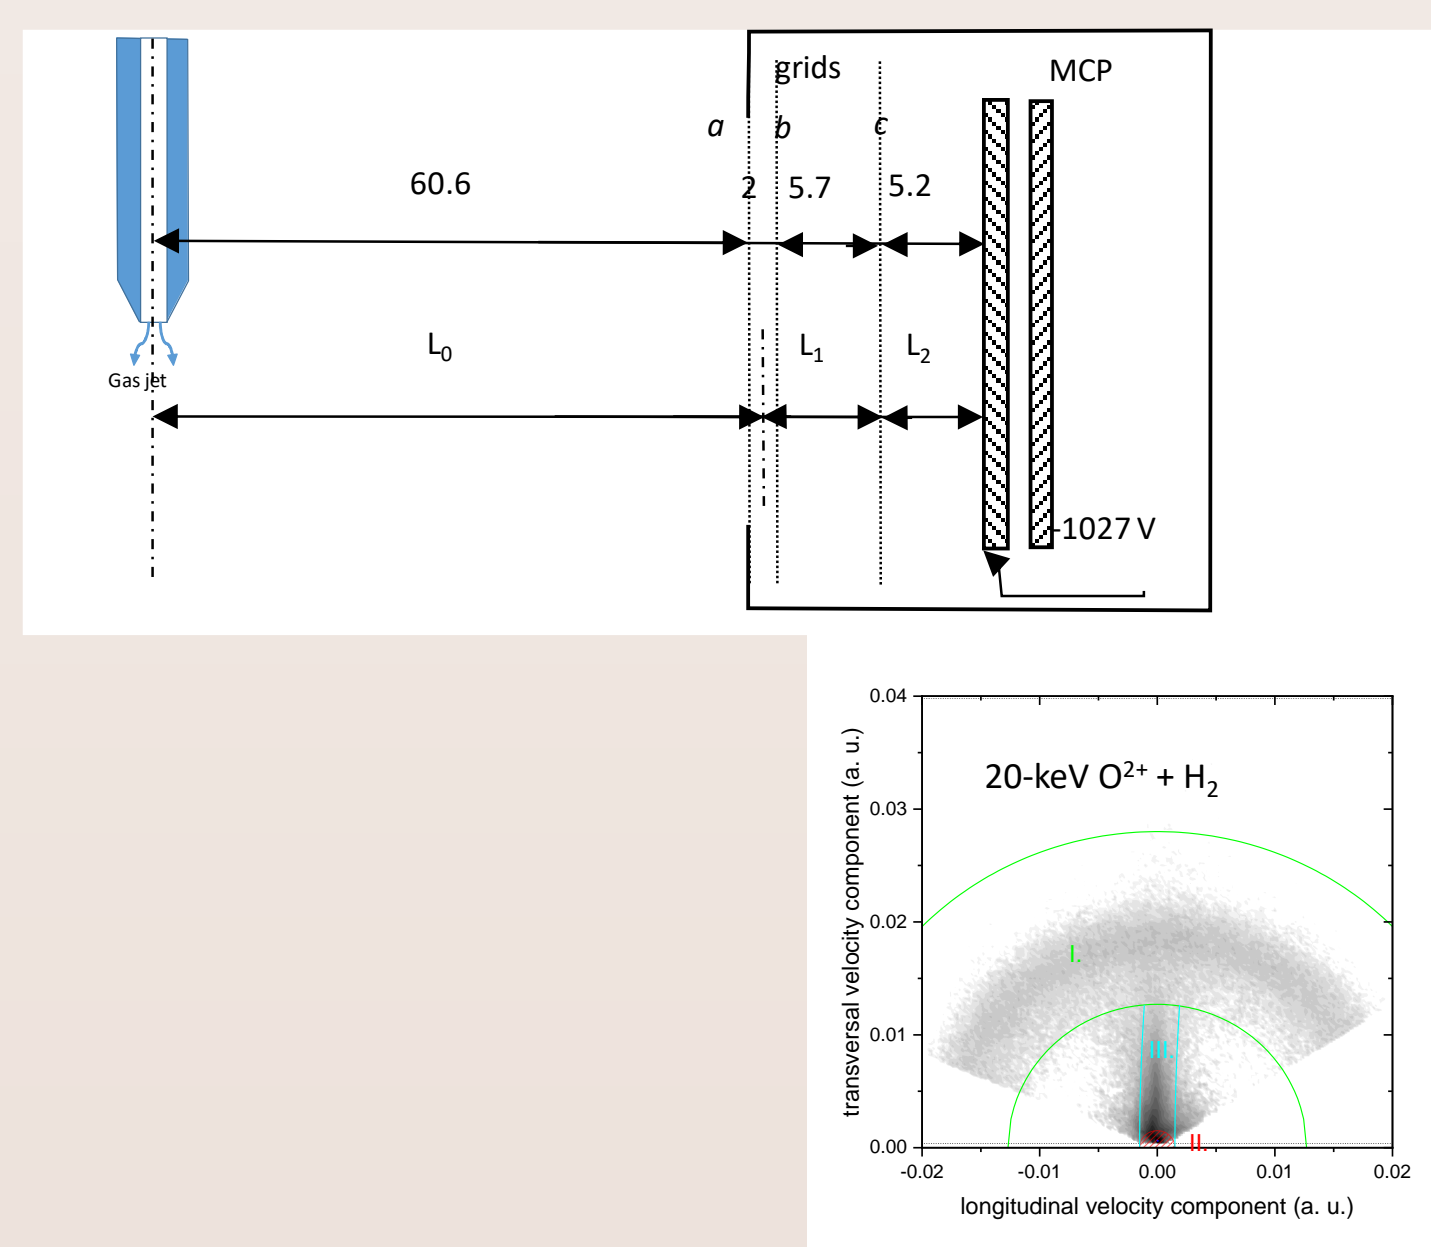 grids
MCP
a
b
c
60.6
2
5.7
5.2
L₀
L₁
L₂
Gas jet
-1027 V
0.04
0.03
0.02
0.01
0.00
-0.02
-0.01
0.00
0.01
0.02
transversal velocity component (a. u.)
longitudinal velocity component (a. u.)
20-keV O²⁺ + H₂
I.
III.
II.